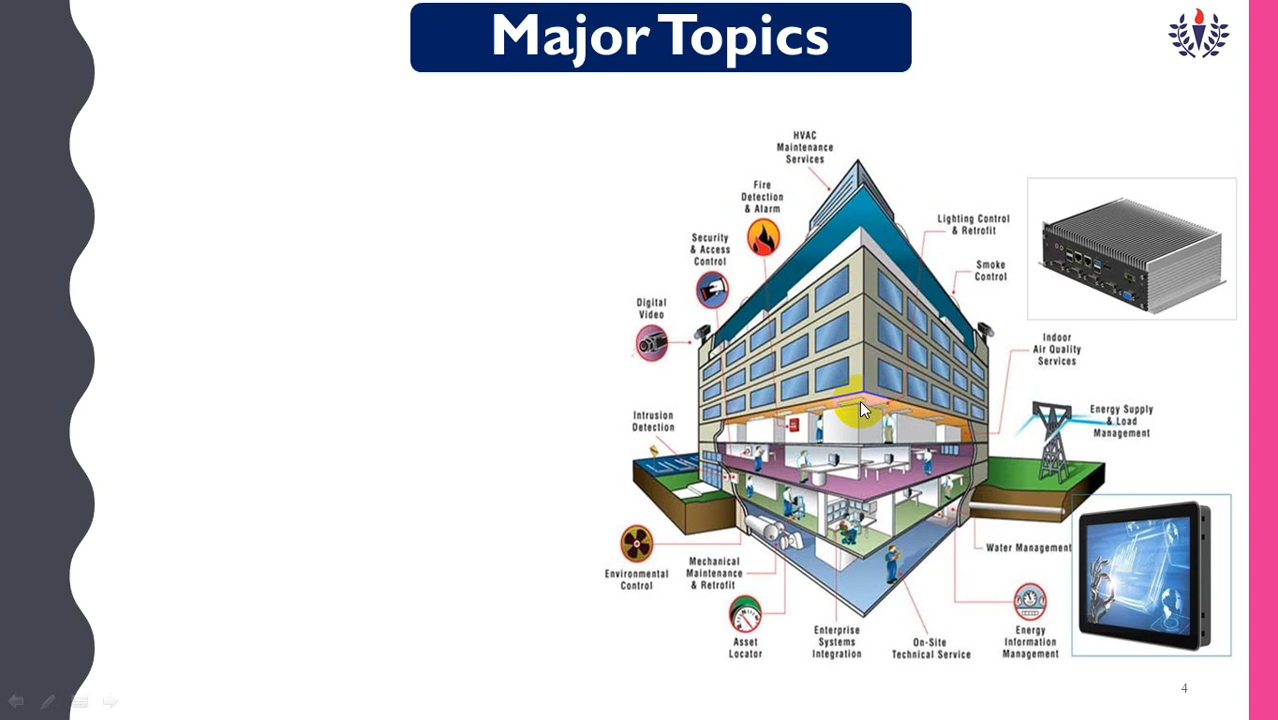 Major Topics
HVAC
Maintenance
Services
Fire
Detection
& Alarm
Security
& Access
Control
Digital
Video
Intrusion
Detection
Lighting Control
& Retrofit
Smoke
Control
Indoor
Air Quality
Services
Energy Supply
& Load
Management
Water Management
Environmental
Control
Mechanical
Maintenance
& Retrofit
Asset
Locator
Enterprise
Systems
Integration
On-Site
Technical Service
Energy
Information
Management
4